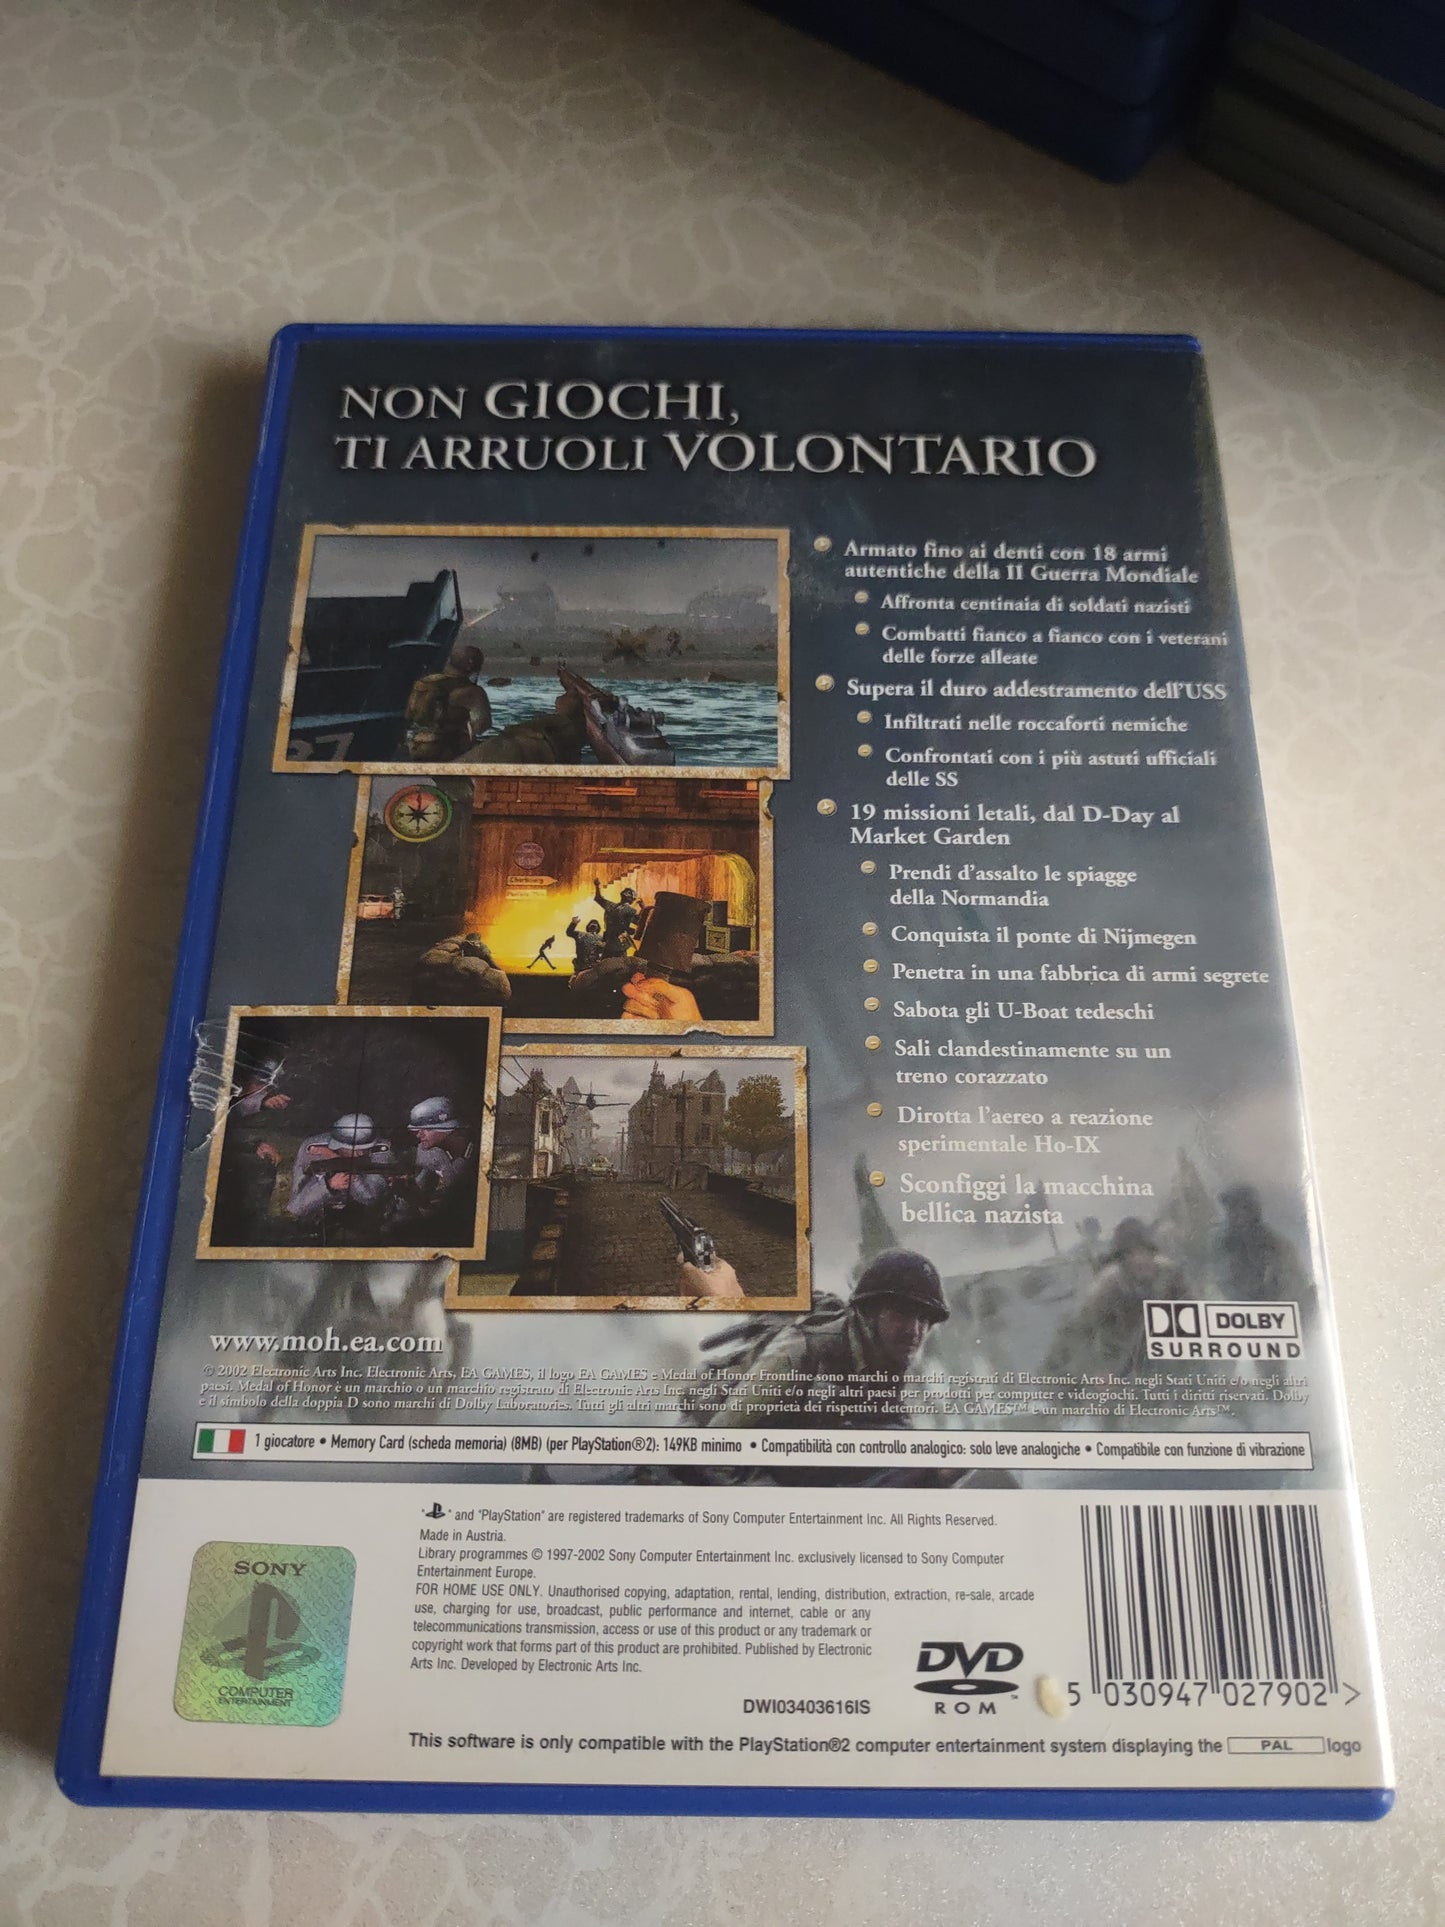 NON GIOCHI,
TI ARRUOLI VOLONTARIO
Armato fino ai denti con 18 armi
autentiche della II Guerra Mondiale
Affronta centinaia di soldati nazisti
Combatti fianco a fianco con i veterani
delle forze alleate
Supera il duro addestramento dell'USS
Infiltrati nelle roccaforti nemiche
Confrontati con i più astuti ufficiali
delle SS
19 missioni letali, dal D-Day al
Market Garden
Prendi d'assalto le spiagge
della Normandia
Conquista il ponte di Nijmegen
Penetra in una fabbrica di armi segrete
Sabota gli U-Boat tedeschi
Sali clandestinamente su un
treno corazzato
Dirotta l'aereo a reazione
sperimentale Ho-IX
Sconfiggi la macchina
bellica nazista
www.moh.ea.com
DOLBY
SURROUND
© 2002 Electronic Arts Inc. Electronic Arts, EA GAMES, il logo EA GAMES e Medal of Honor Frontline sono marchi o marchi registrati di Electronic Arts Inc. negli Stati Uniti e/o negli altri
paesi. Medal of Honor è un marchio o un marchio registrato di Electronic Arts Inc. negli Stati Uniti e/o negli altri paesi per prodotti per computer e videogiochi. Tutti i diritti riservati. Dolby
e il simbolo della doppia D sono marchi di Dolby Laboratories. Tutti gli altri marchi sono di proprietà dei rispettivi detentori. EA GAMES™ è un marchio di Electronic Arts™.
1 giocatore • Memory Card (scheda memoria) (8MB) (per PlayStation®2): 149KB minimo • Compatibilità con controllo analogico: solo leve analogiche • Compatibile con funzione di vibrazione
" " and "PlayStation" are registered trademarks of Sony Computer Entertainment Inc. All Rights Reserved.
Made in Austria.
Library programmes © 1997-2002 Sony Computer Entertainment Inc. exclusively licensed to Sony Computer
Entertainment Europe.
FOR HOME USE ONLY. Unauthorised copying, adaptation, rental, lending, distribution, extraction, re-sale, arcade
use, charging for use, broadcast, public performance and internet, cable or any
telecommunications transmission, access or use of this product or any trademark or
copyright work that forms part of this product are prohibited. Published by Electronic
Arts Inc. Developed by Electronic Arts Inc.
SONY
COMPUTER
ENTERTAINMENT
DWI03403616IS
DVD
ROM
5 030947 027902 >
This software is only compatible with the PlayStation®2 computer entertainment system displaying the PAL logo